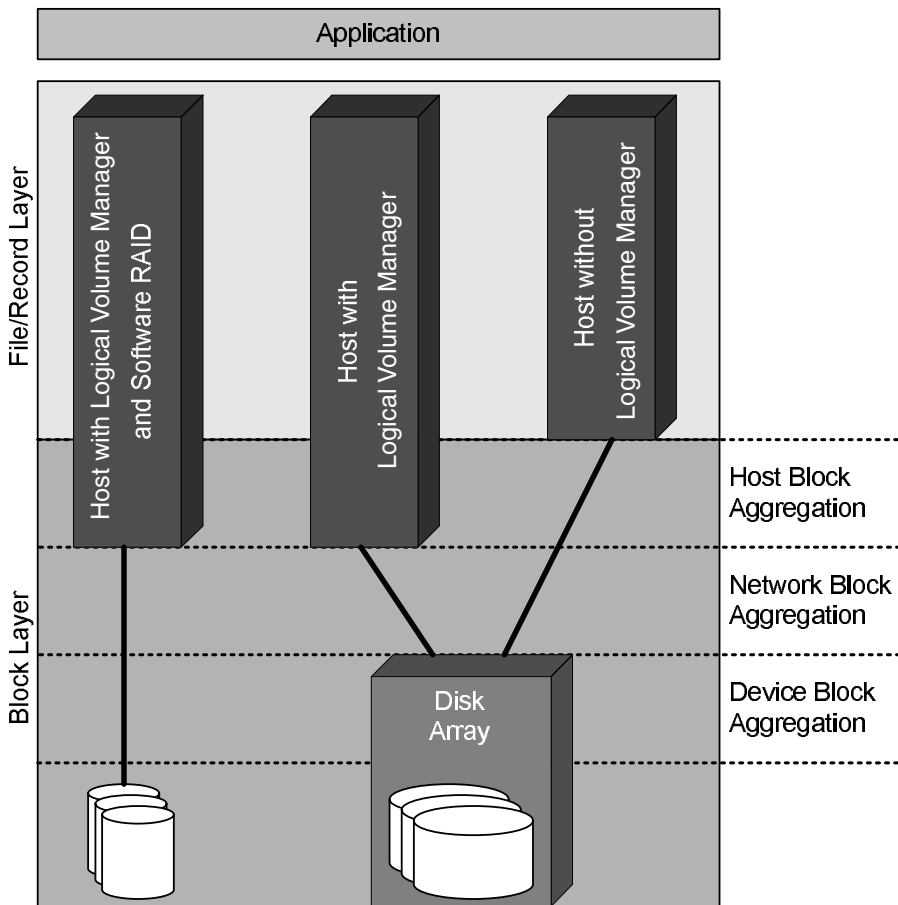 Application
File/Record Layer
Host with Logical Volume Manager
and Software RAID
Host with
Logical Volume Manager
Host without
Logical Volume Manager
Host Block
Aggregation
Network Block
Aggregation
Block Layer
Device Block
Aggregation
Disk
Array